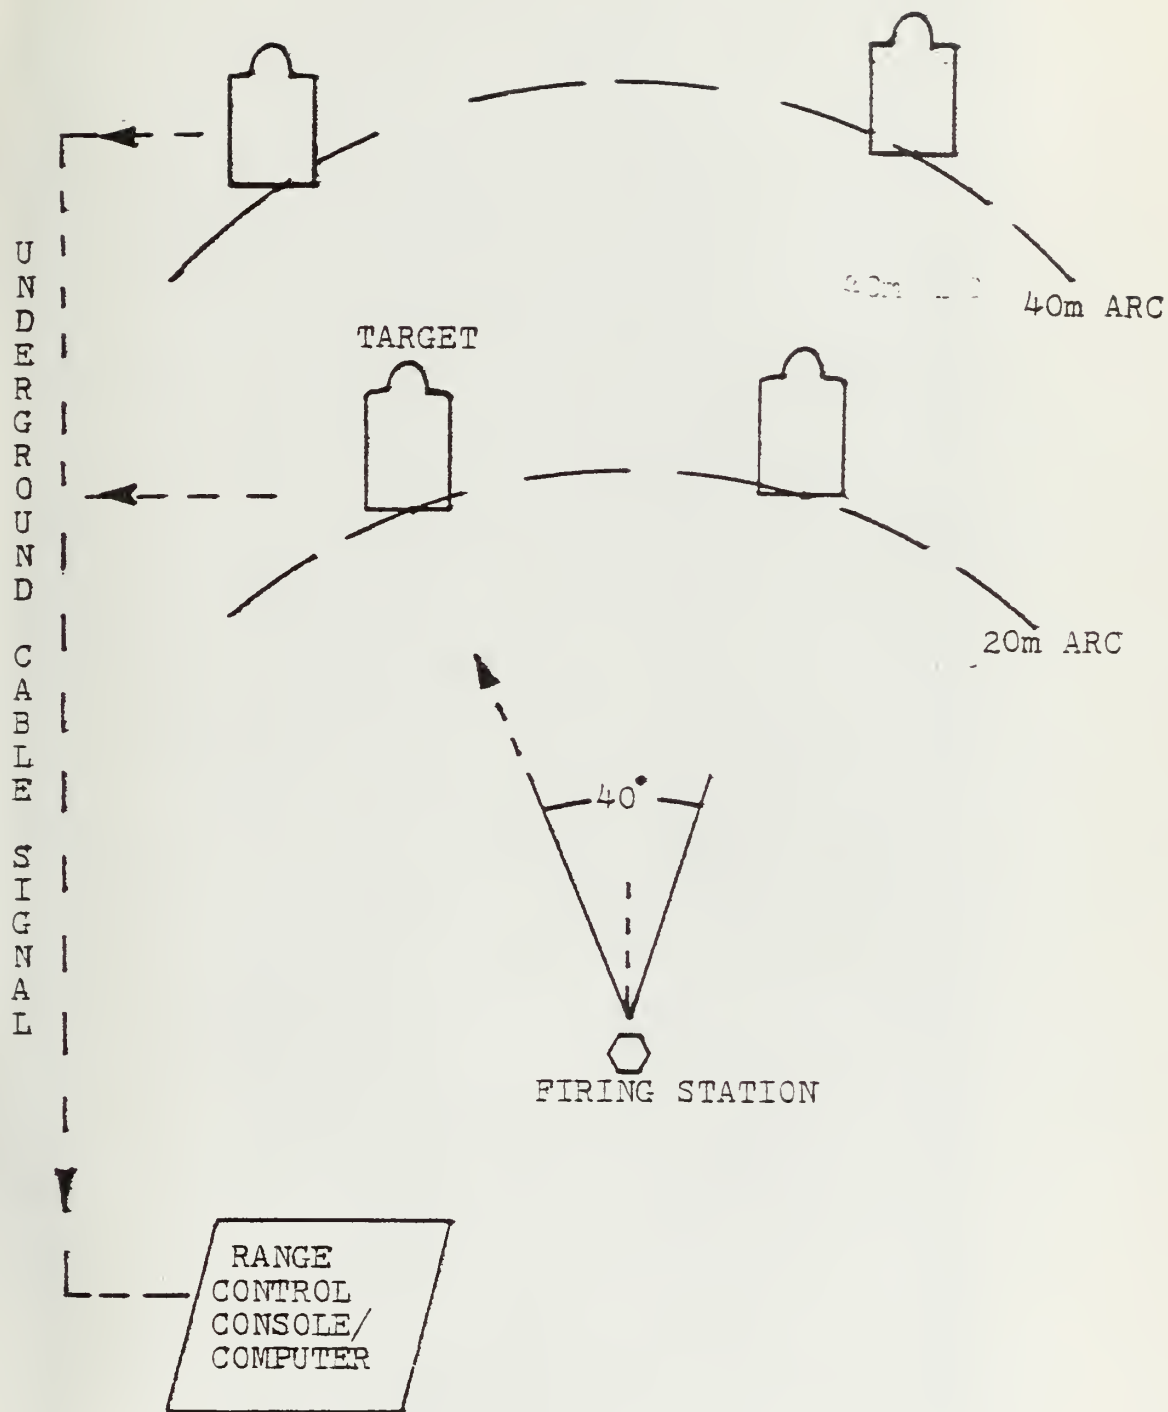 40m ARC
TARGET
20m ARC
40°
FIRING STATION
UNDERGROUND CABLE SIGNAL
RANGE
CONTROL
CONSOLE/
COMPUTER